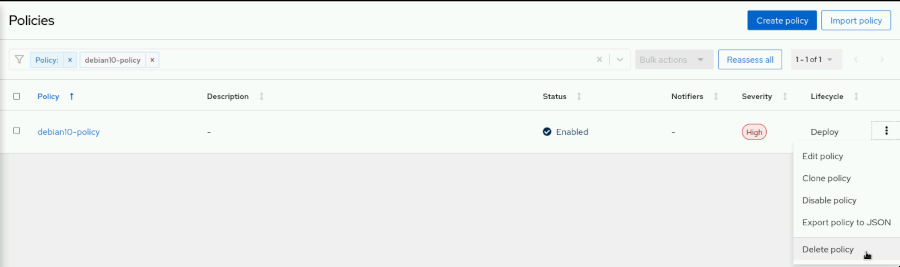 Policies
Create policy
Import policy
Policy:
debian10-policy
Bulk actions
Reassess all
1 - 1 of 1
Policy Description Status Notifiers Severity Lifecycle
debian10-policy - Enabled - High Deploy
Edit policy
Clone policy
Disable policy
Export policy to JSON
Delete policy